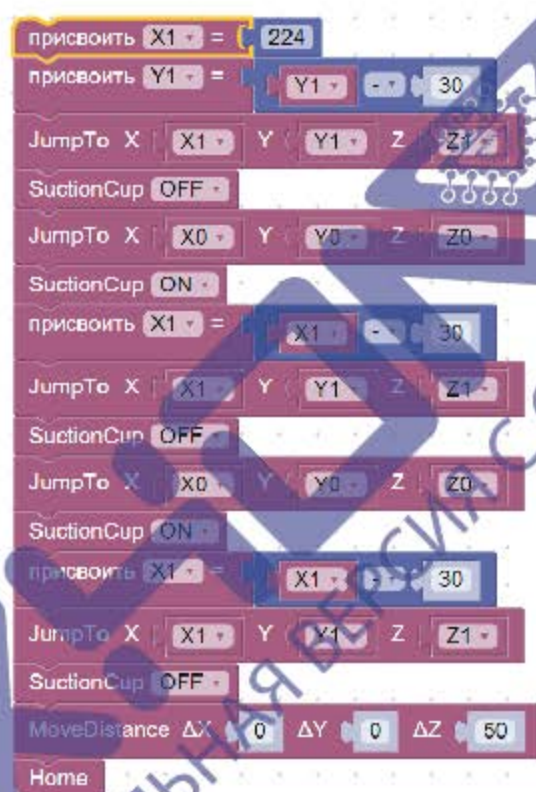 присвоить X1 = 224
присвоить Y1 = Y1 - 30
JumpTo X X1 Y Y1 Z Z1
SuctionCup OFF
JumpTo X X0 Y Y0 Z Z0
SuctionCup ON
присвоить X1 = X1 - 30
JumpTo X X1 Y Y1 Z Z1
SuctionCup OFF
JumpTo X X0 Y Y0 Z Z0
SuctionCup ON
присвоить X1 = X1 - 30
JumpTo X X1 Y Y1 Z Z1
SuctionCup OFF
MoveDistance ΔX 0 ΔY 0 ΔZ 50
Home